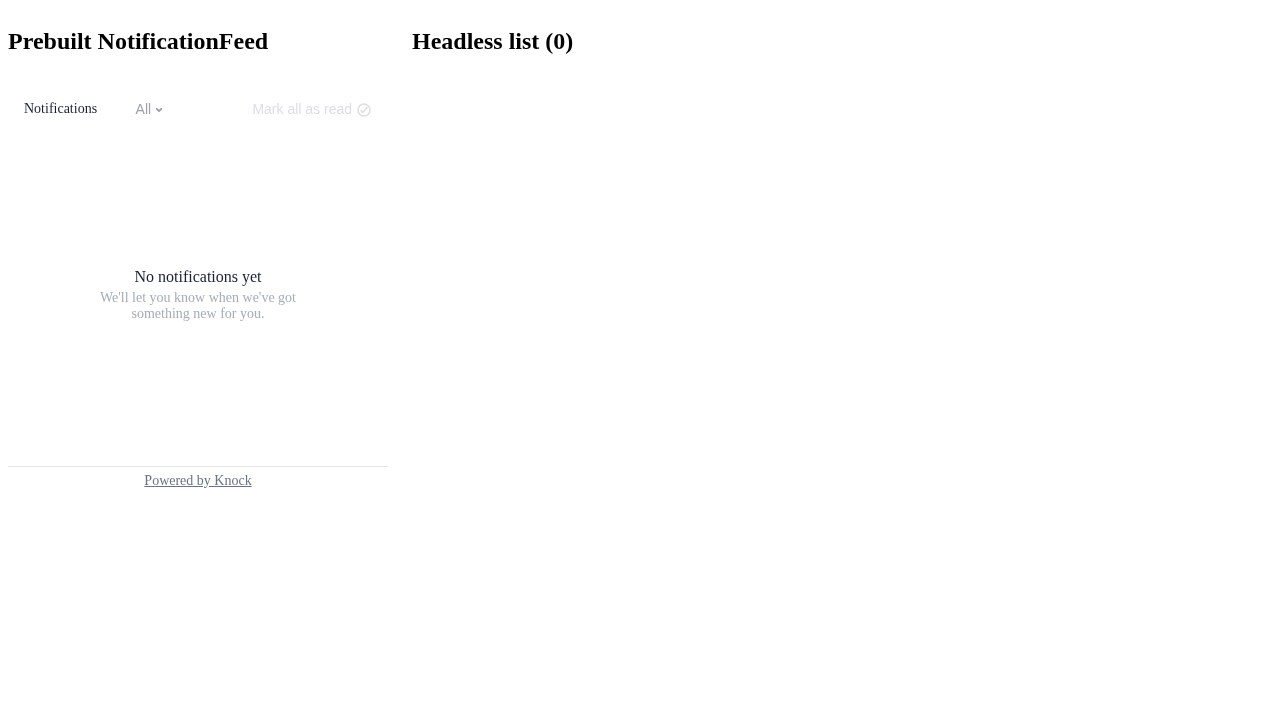 Prebuilt NotificationFeed
Headless list (0)
Notifications
All
Mark all as read
No notifications yet
We'll let you know when we've got
something new for you.
Powered by Knock